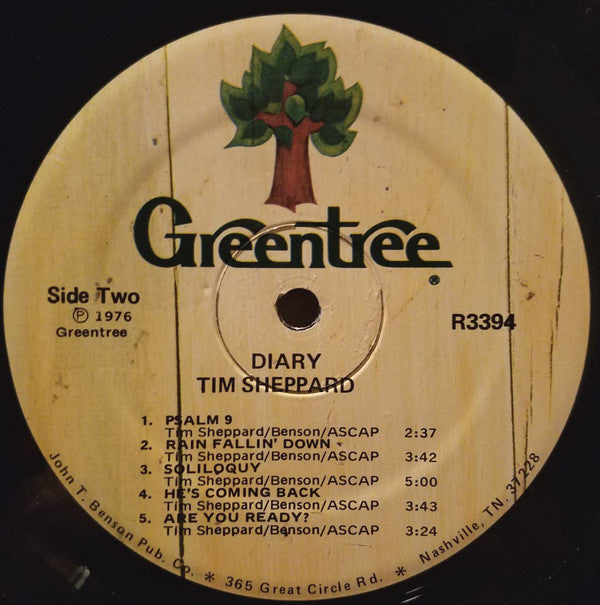 Greentree®
Side Two
℗ 1976
Greentree
R3394
DIARY
TIM SHEPPARD
1. PSALM 9
Tim Sheppard/Benson/ASCAP 2:37
2. RAIN FALLIN' DOWN
Tim Sheppard/Benson/ASCAP 3:42
3. SOLILOQUY
Tim Sheppard/Benson/ASCAP 5:00
4. HE'S COMING BACK
Tim Sheppard/Benson/ASCAP 3:43
5. ARE YOU READY?
Tim Sheppard/Benson/ASCAP 3:24
John T. Benson Pub. Co. * 365 Great Circle Rd. * Nashville, TN. 37228